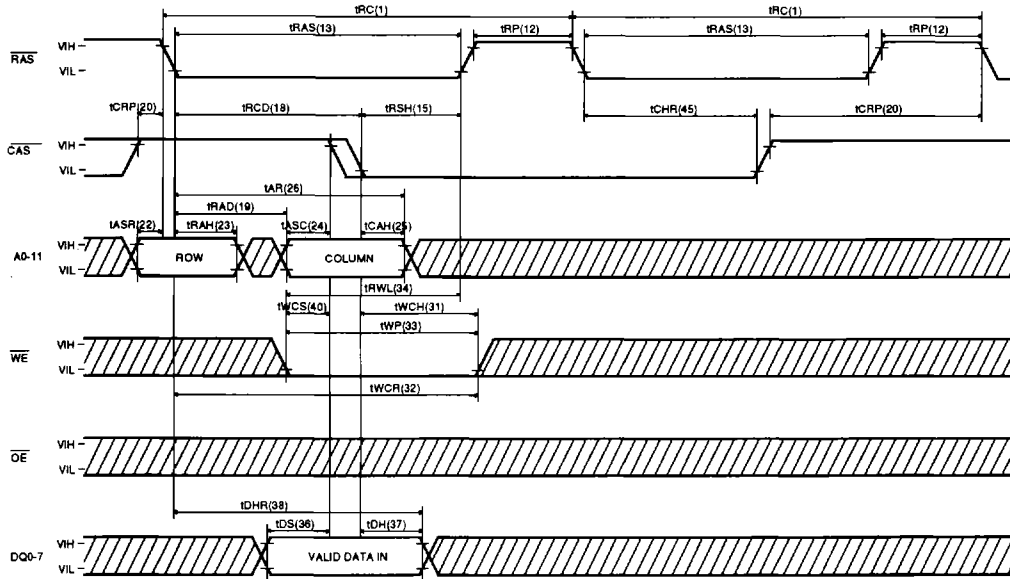 tRC(1) tRC(1)
tRAS(13) tRP(12) tRAS(13) tRP(12)
RAS VIH
VIL
tCRP(20) tRCD(18) tRSH(15) tCHR(45) tCRP(20)
CAS VIH
VIL
tAR(26)
tRAD(19)
tASR(22) tRAH(23) tASC(24) tCAH(25)
A0-11 VIH
VIL
ROW COLUMN
tRWL(34)
tWCS(40) tWCH(31)
tWP(33)
WE VIH
VIL
tWCR(32)
OE VIH
VIL
tDHR(38)
tDS(36) tDH(37)
DQ0-7 VIH
VIL
VALID DATA IN